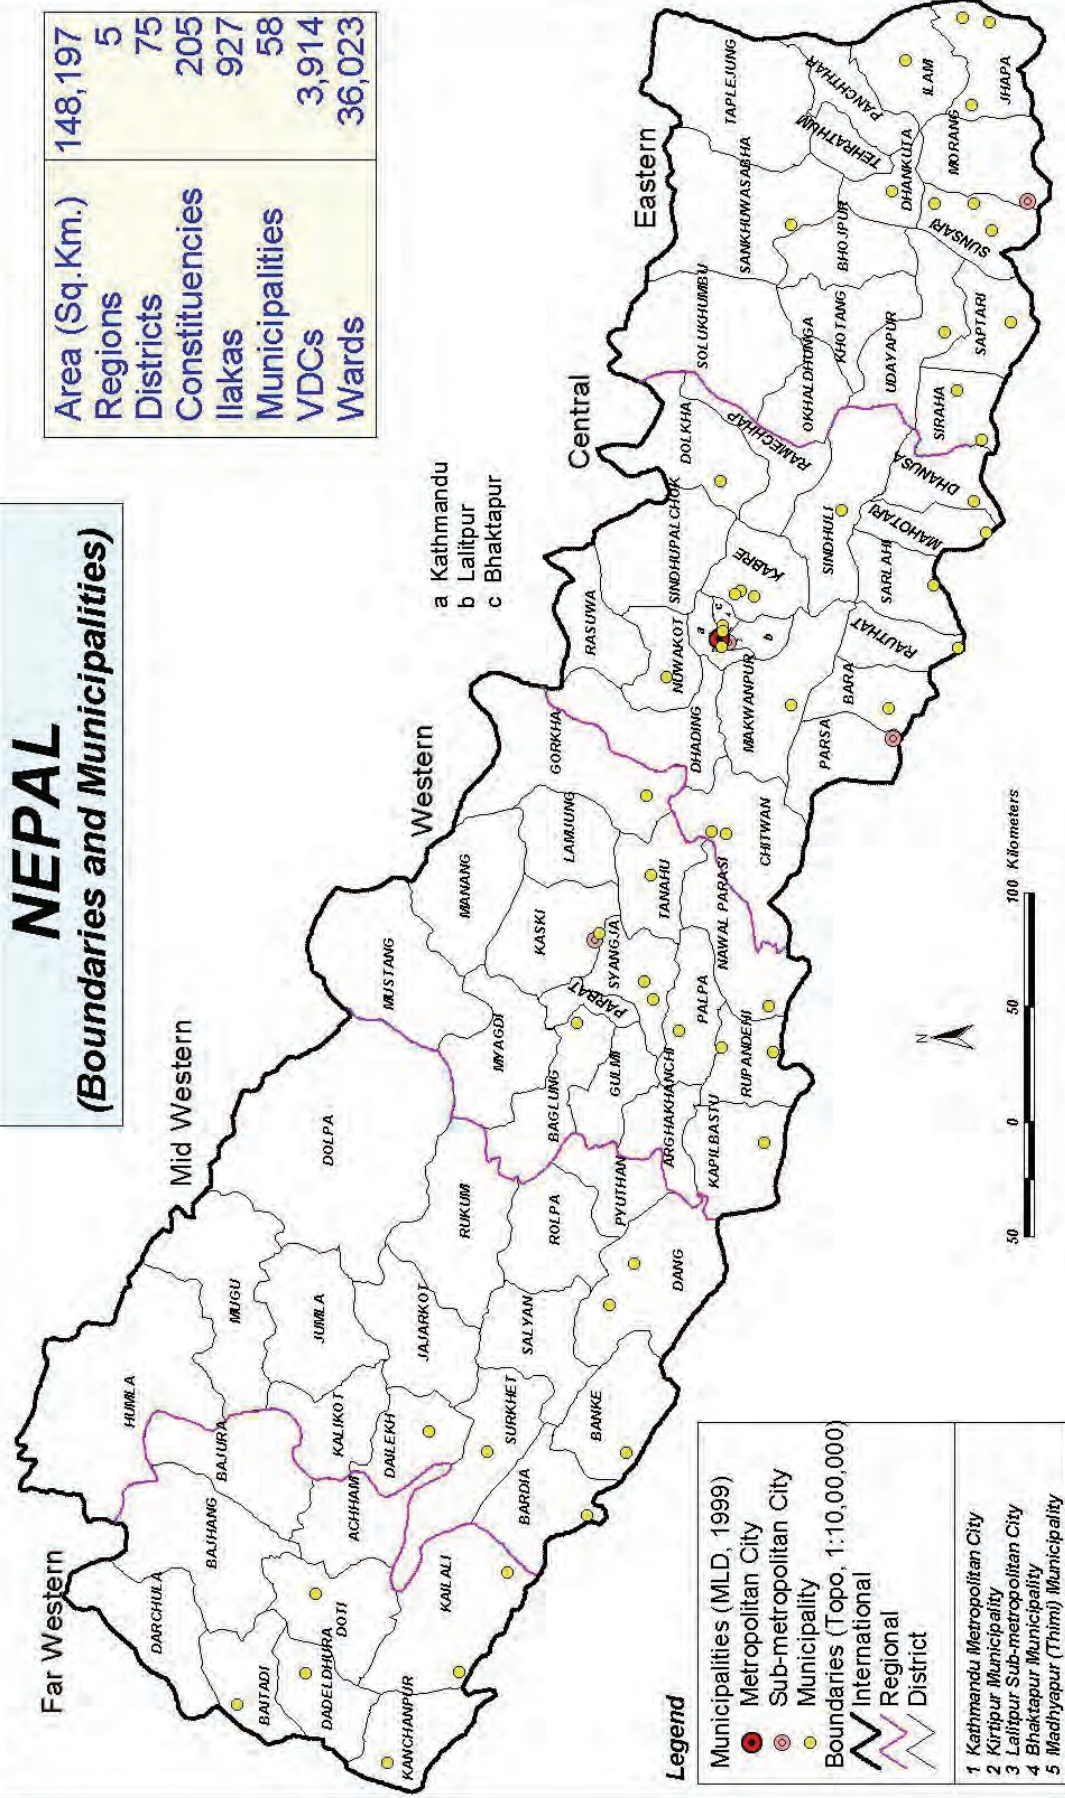 NEPAL
(Boundaries and Municipalities)
Area (Sq.Km.) 148,197
Regions 5
Districts 75
Constituencies 205
Ilakas 927
Municipalities 58
VDCs 3,914
Wards 36,023
a Kathmandu
b Lalitpur
c Bhaktapur
Far Western
Mid Western
Western
Central
Eastern
DARCHULA
BAJHANG
BAJURA
HUMLA
BAITADI
DADELDHURA
DOTI
ACHHAM
KANCHANPUR
KAILALI
MUGU
JUMLA
KALIKOT
DAILEKH
JAJARKOT
DOLPA
RUKUM
SURKHET
SALYAN
ROLPA
BARDIA
BANKE
DANG
PYUTHAN
MUSTANG
MANANG
MYAGDI
KASKI
LAMJUNG
GORKHA
BAGLUNG
PARBAT
SYANGJA
TANAHU
GULMI
ARGHAKHANCHI
PALPA
NAWAL PARASI
KAPILBASTU
RUPANDEHI
RASUWA
NUWAKOT
SINDHUPALCHOK
DOLKHA
DHADING
a
c
b
KABRE
RAMECHHAP
MAKWANPUR
CHITWAN
SINDHULI
PARSA
BARA
RAUTHAT
SARLAHI
MAHOTARI
DHANUSA
SOLUKHUMBU
SANKHUWASABHA
TAPLEJUNG
OKHALDHUNGA
KHOTANG
BHOJPUR
TEHRATHUM
PANCHTHAR
UDAYAPUR
DHANKUTA
ILAM
SIRAHA
SAPTARI
SUNSARI
MORANG
JHAPA
N
50 0 50 100 Kilometers
Legend
Municipalities (MLD, 1999)
Metropolitan City
Sub-metropolitan City
Municipality
Boundaries (Topo, 1:10,00,000)
International
Regional
District
1 Kathmandu Metropolitan City
2 Kirtipur Municipality
3 Lalitpur Sub-metropolitan City
4 Bhaktapur Municipality
5 Madhyapur (Thimi) Municipality